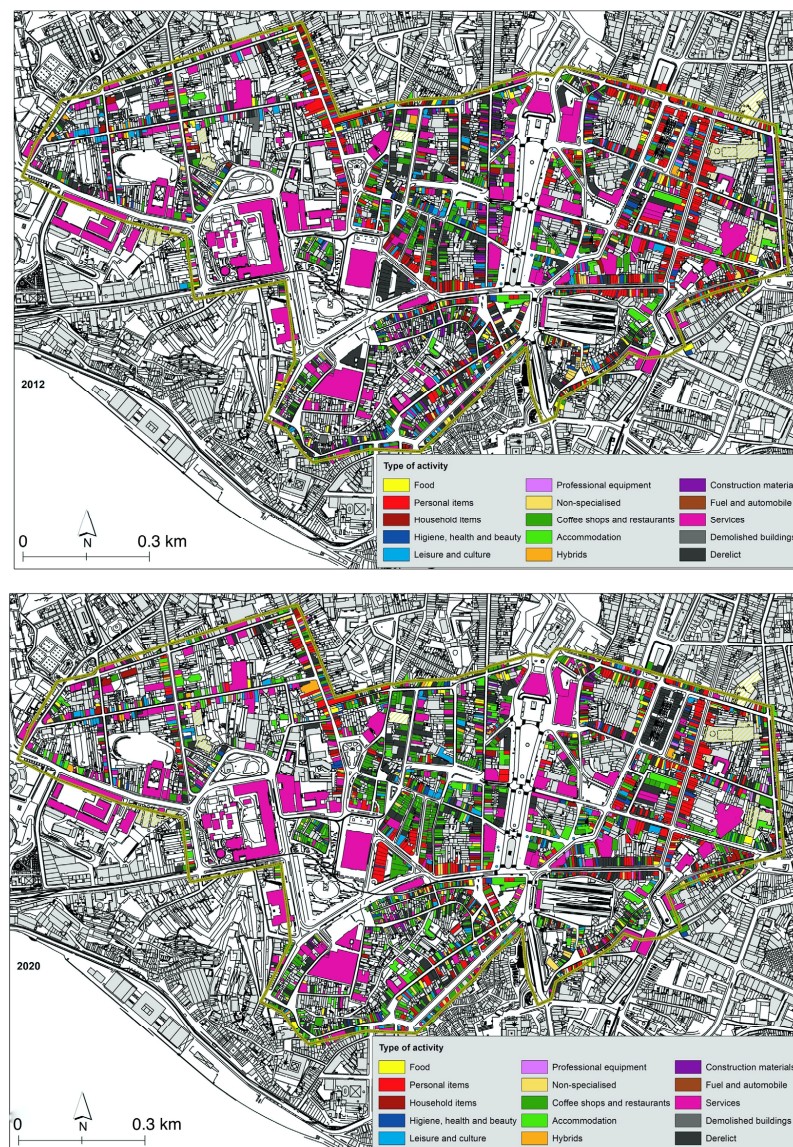 2012
0 0.3 km
N
Type of activity
Food
Personal items
Household items
Higiene, health and beauty
Leisure and culture
Professional equipment
Non-specialised
Coffee shops and restaurants
Accommodation
Hybrids
Construction material
Fuel and automobile
Services
Demolished buildings
Derelict
2020
0 0.3 km
N
Type of activity
Food
Personal items
Household items
Higiene, health and beauty
Leisure and culture
Professional equipment
Non-specialised
Coffee shops and restaurants
Accommodation
Hybrids
Construction materials
Fuel and automobile
Services
Demolished buildings
Derelict